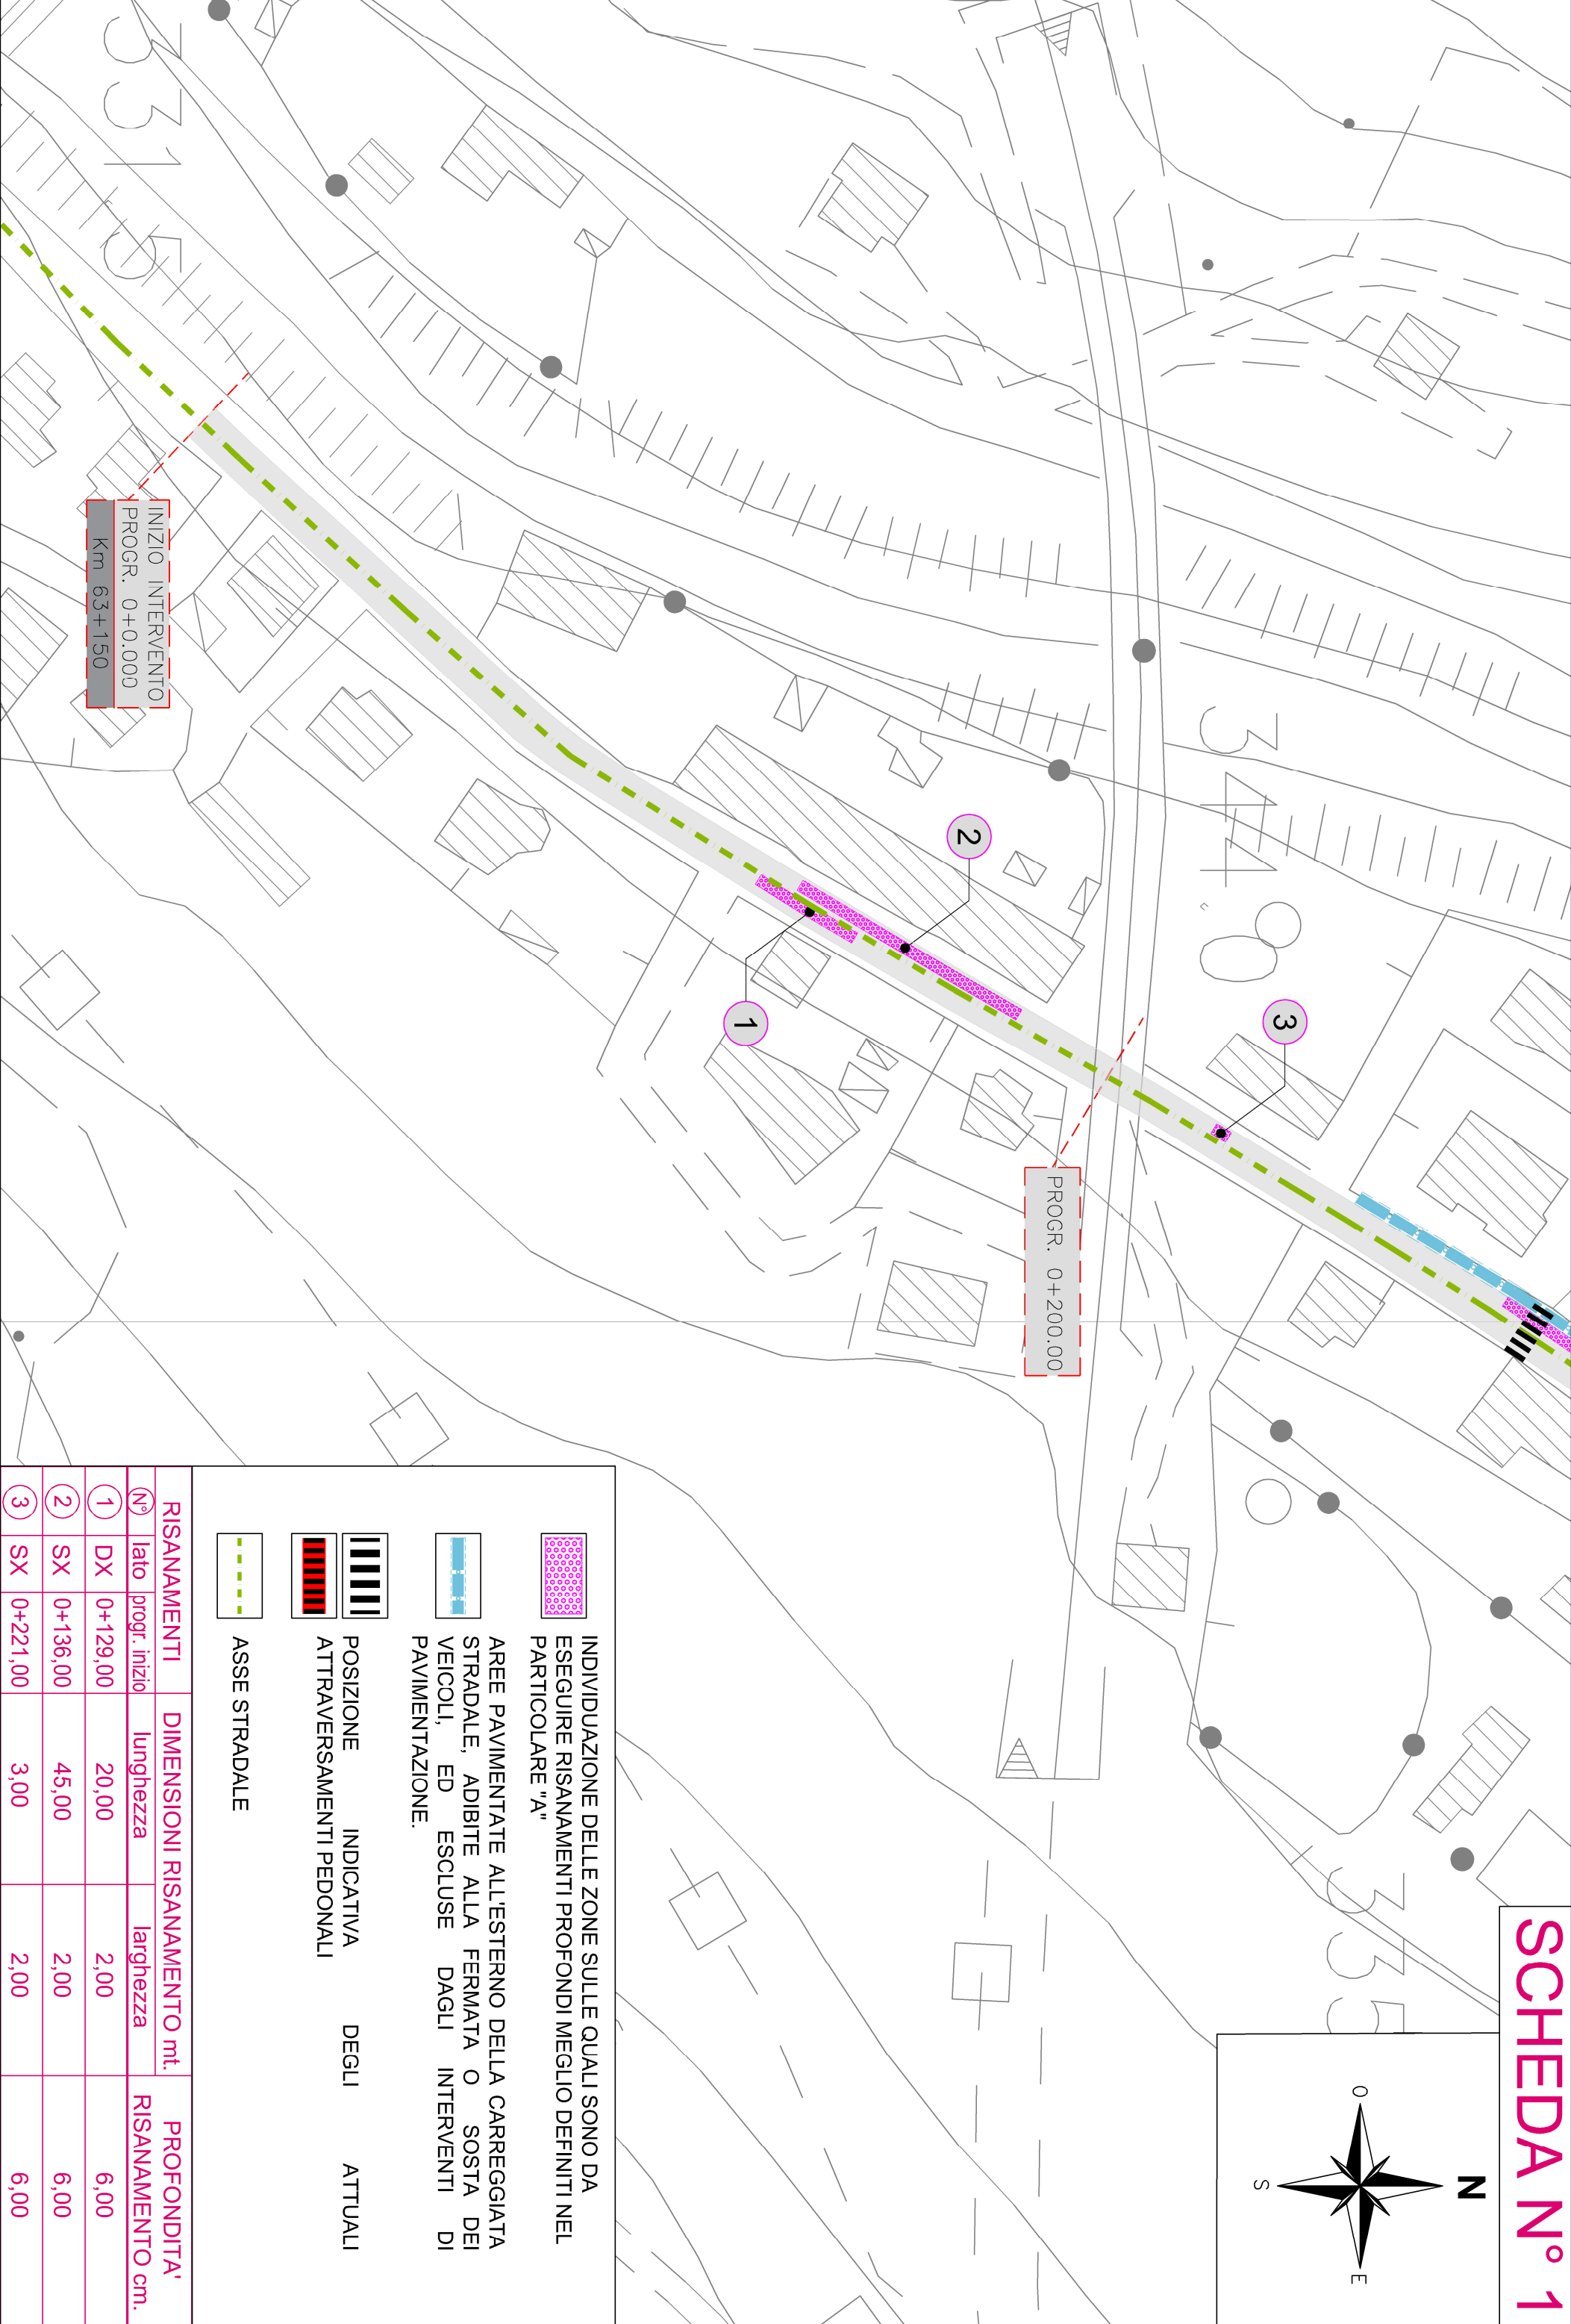 SCHEDA N° 1
N
O
E
S
335
3
348
2
1
3315
INIZIO INTERVENTO
PROGR. 0+0.000
Km 63+150
PROGR. 0+200.00
INDIVIDUAZIONE DELLE ZONE SULLE QUALI SONO DA
ESEGUIRE RISANAMENTI PROFONDI MEGLIO DEFINITI NEL
PARTICOLARE "A"
AREE PAVIMENTATE ALL'ESTERNO DELLA CARREGGIATA
STRADALE, ADIBITE ALLA FERMATA O SOSTA DEI
VEICOLI, ED ESCLUSE DAGLI INTERVENTI DI
PAVIMENTAZIONE.
POSIZIONE INDICATIVA DEGLI ATTUALI
ATTRAVERSAMENTI PEDONALI
ASSE STRADALE
RISANAMENTI DIMENSIONI RISANAMENTO mt. PROFONDITA' RISANAMENTO cm.
N° lato progr. inizio lunghezza larghezza
1 DX 0+129,00 20,00 2,00 6,00
2 SX 0+136,00 45,00 2,00 6,00
3 SX 0+221,00 3,00 2,00 6,00